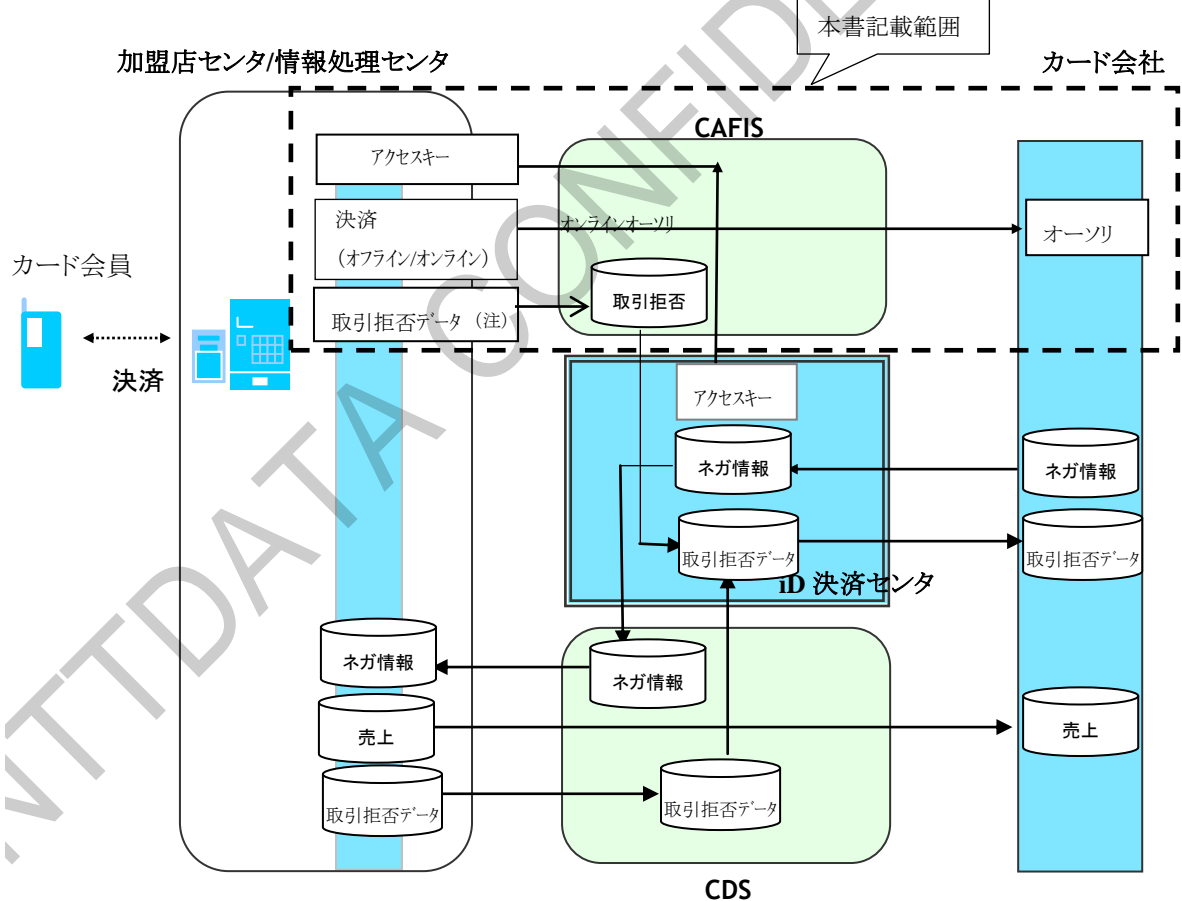 本書記載範囲
加盟店センタ/情報処理センタ
カード会社
CAFIS
アクセスキー
決済
(オフライン/オンライン)
オンラインオーソリ
オーソリ
カード会員
取引拒否データ (注)
取引拒否
決済
アクセスキー
ネガ情報
ネガ情報
取引拒否データ
取引拒否データ
iD 決済センタ
ネガ情報
ネガ情報
売上
売上
取引拒否データ
取引拒否データ
CDS
NTTDATA CONFIDE